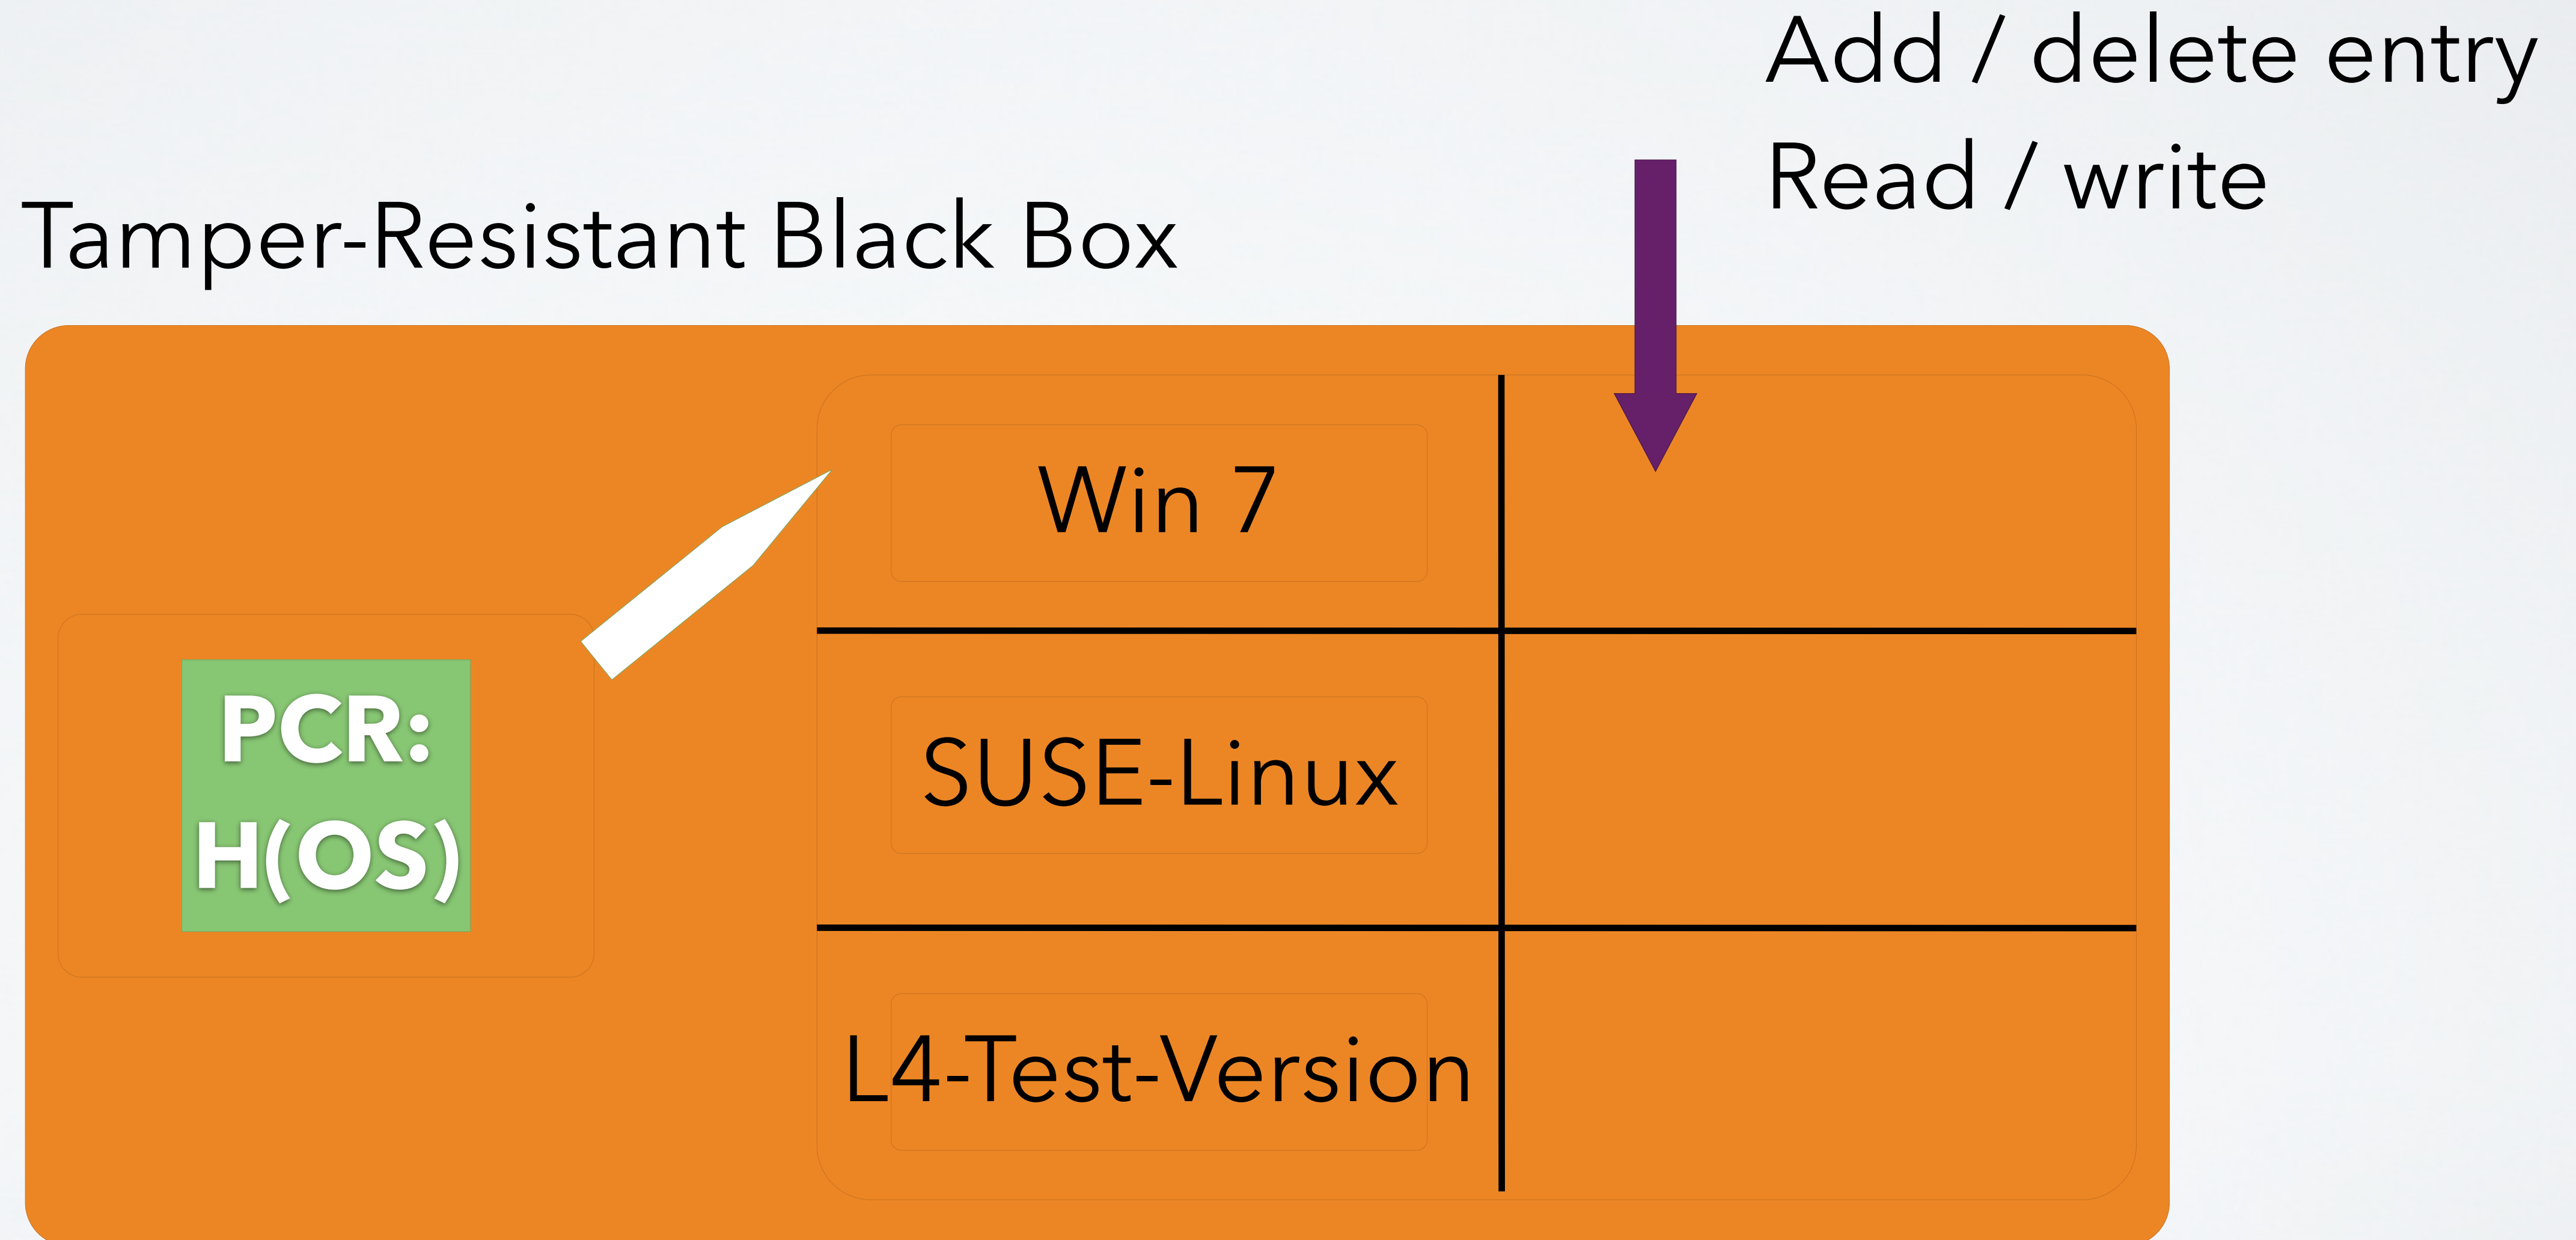 Add / delete entry
Read / write
Tamper-Resistant Black Box
Win 7
PCR:
H(OS)
SUSE-Linux
L4-Test-Version